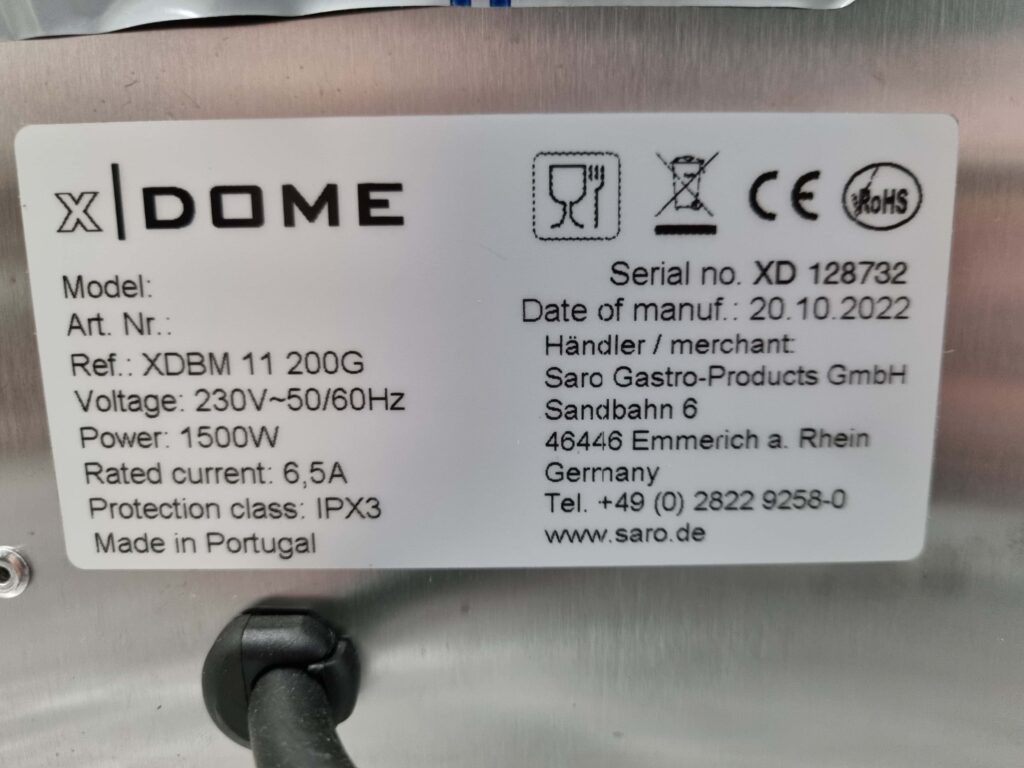 x|DOME
CE
RoHS
Model:
Art. Nr.:
Ref.: XDBM 11 200G
Voltage: 230V~50/60Hz
Power: 1500W
Rated current: 6,5A
Protection class: IPX3
Made in Portugal
Serial no. XD 128732
Date of manuf.: 20.10.2022
Händler / merchant:
Saro Gastro-Products GmbH
Sandbahn 6
46446 Emmerich a. Rhein
Germany
Tel. +49 (0) 2822 9258-0
www.saro.de